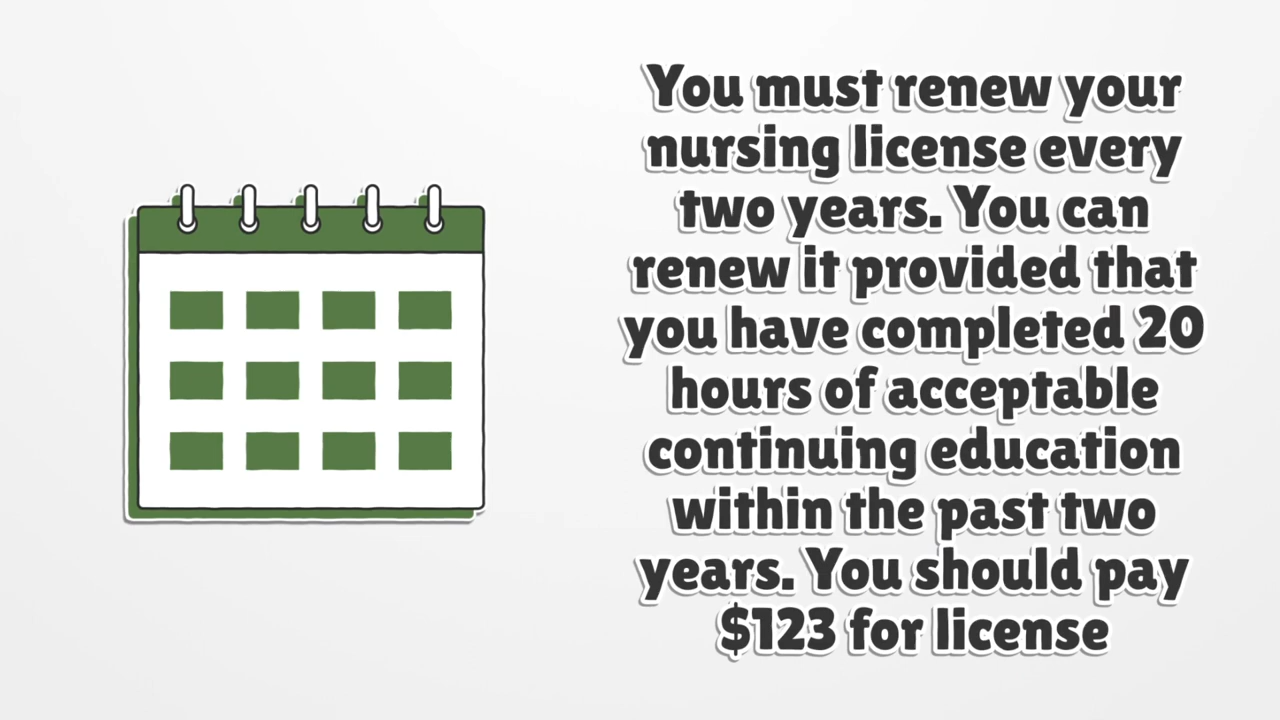 You must renew your
nursing license every
two years. You can
renew it provided that
you have completed 20
hours of acceptable
continuing education
within the past two
years. You should pay
$123 for license